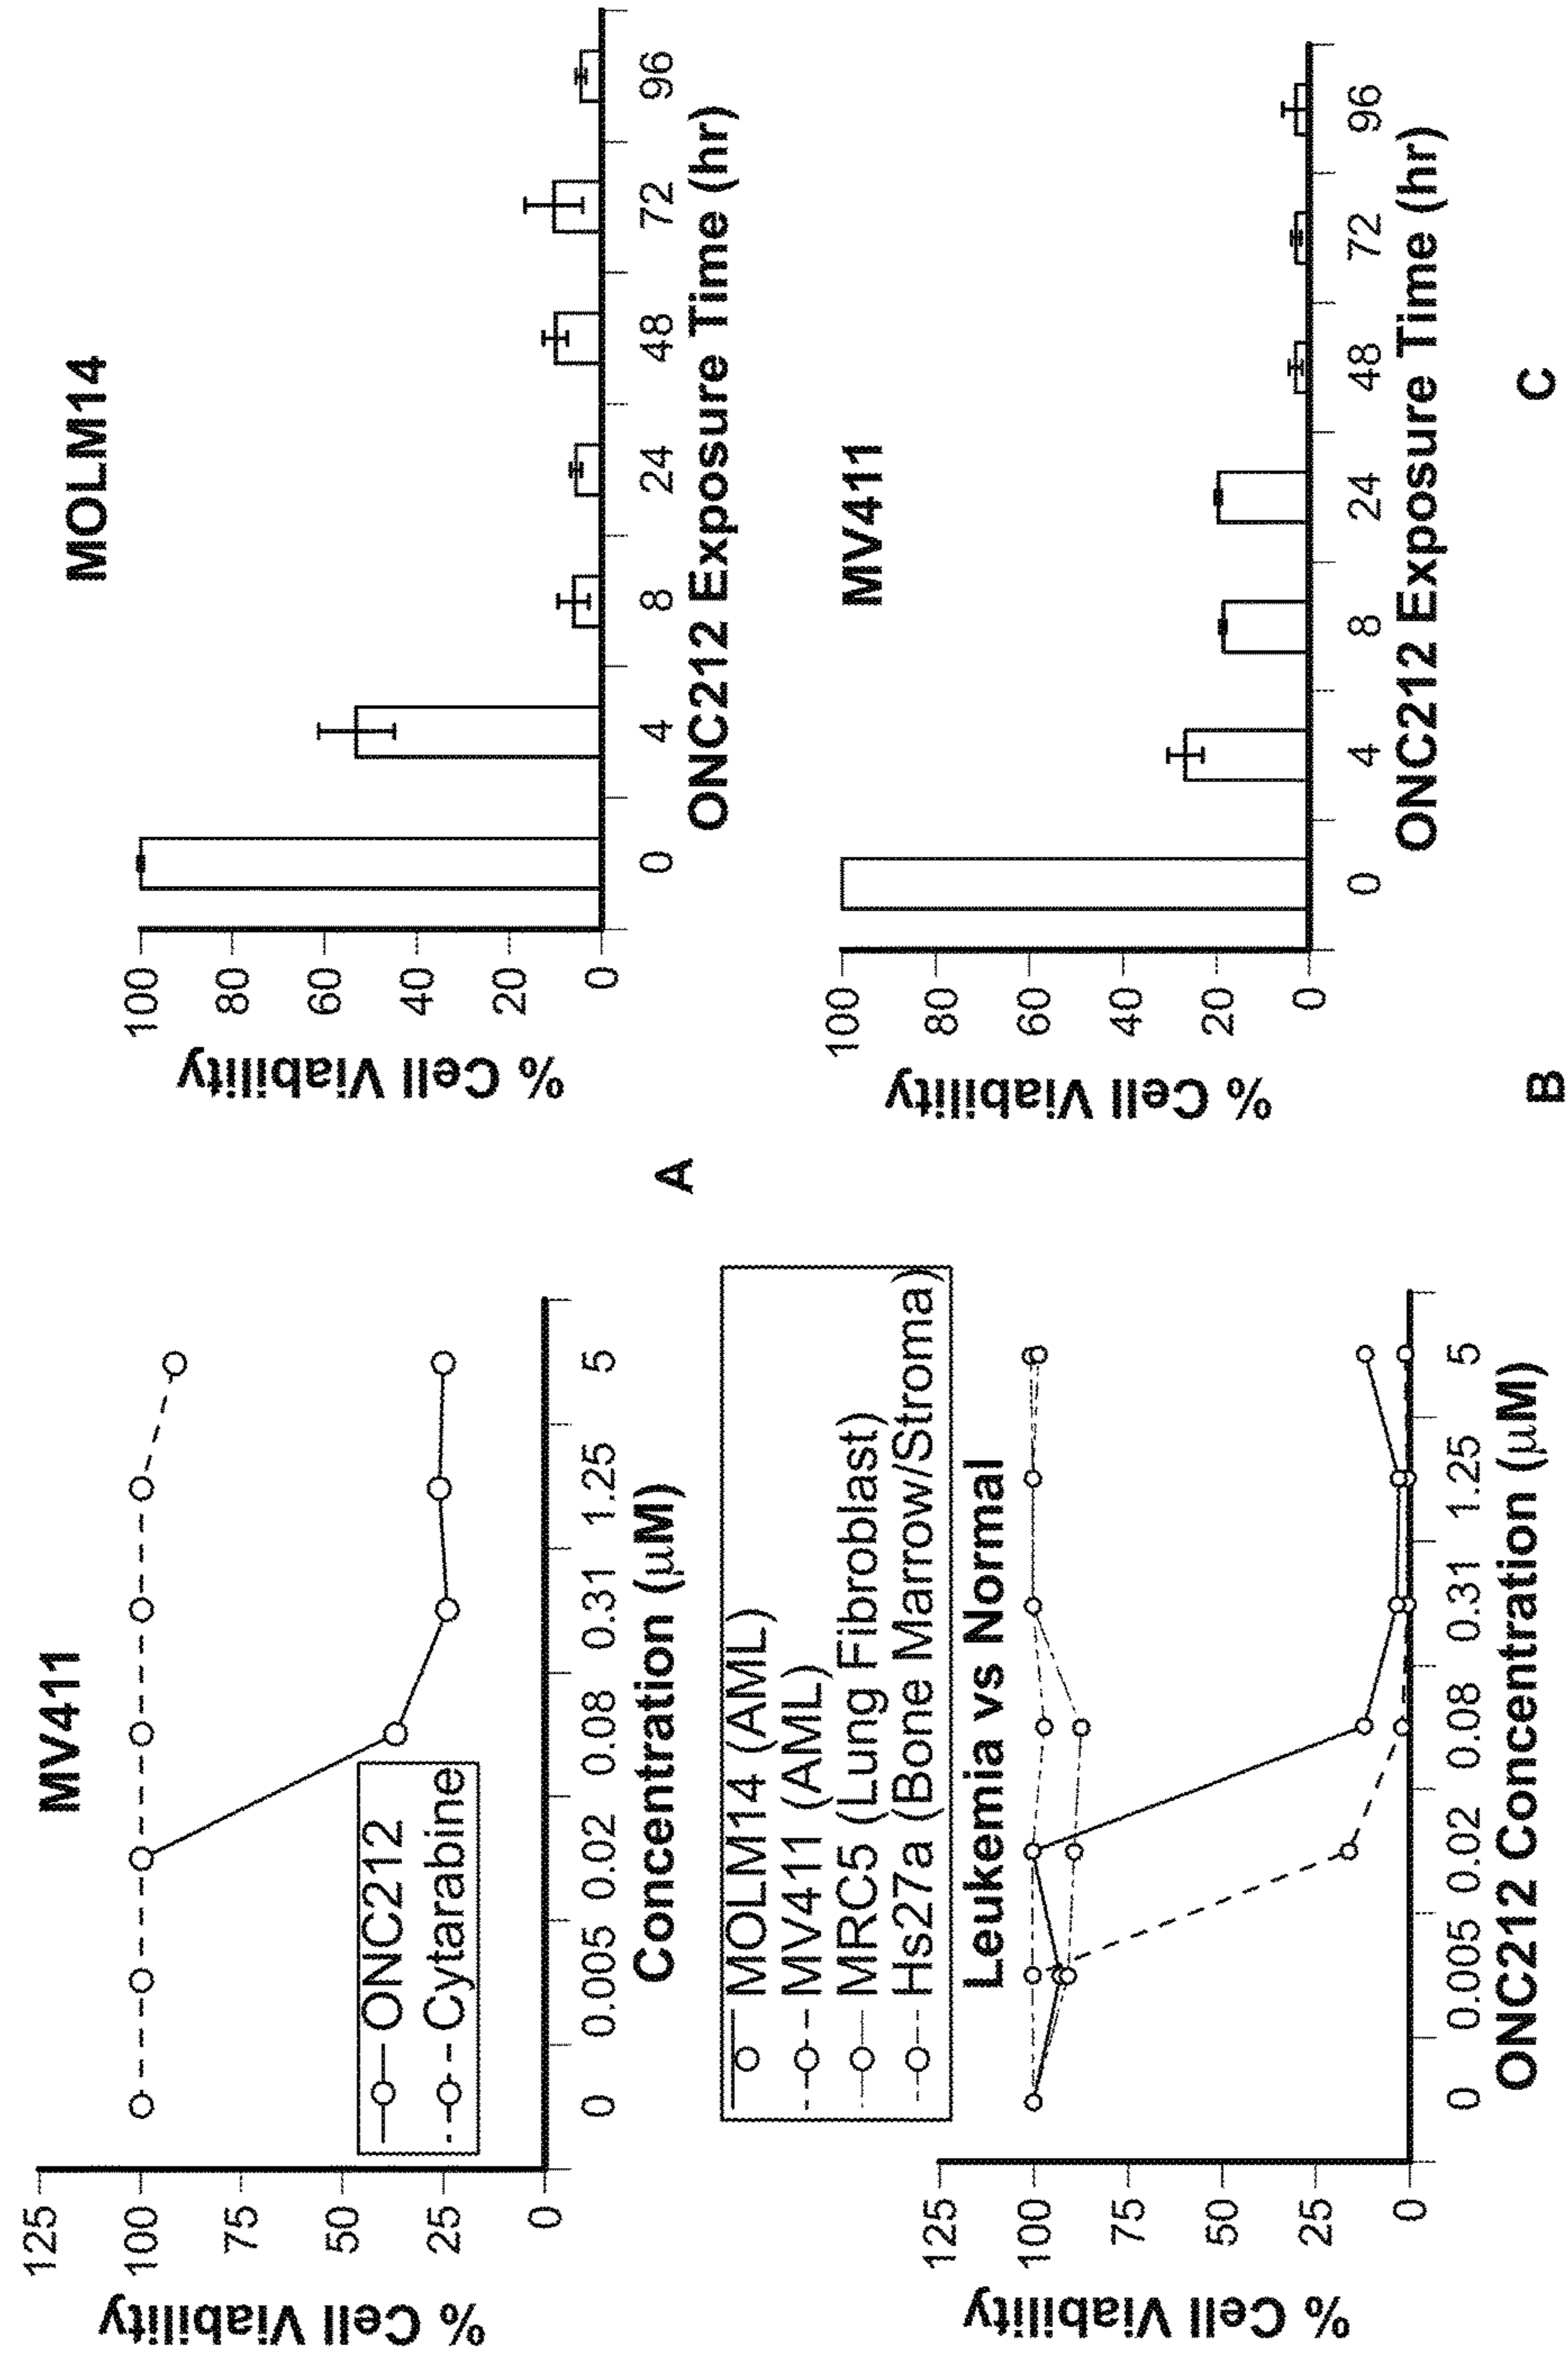 MV411
% Cell Viability
125
100
75
50
25
0
ONC212
Cytarabine
0 0.005 0.02 0.08 0.31 1.25 5
Concentration (µM)
A
MOLM14 (AML)
MV411 (AML)
MRC5 (Lung Fibroblast)
Hs27a (Bone Marrow/Stroma)
Leukemia vs Normal
% Cell Viability
125
100
75
50
25
0
0 0.005 0.02 0.08 0.31 1.25 5
ONC212 Concentration (µM)
B
MOLM14
% Cell Viability
100
80
60
40
20
0
0 4 8 24 48 72 96
ONC212 Exposure Time (hr)
MV411
% Cell Viability
100
80
60
40
20
0
0 4 8 24 48 72 96
ONC212 Exposure Time (hr)
C